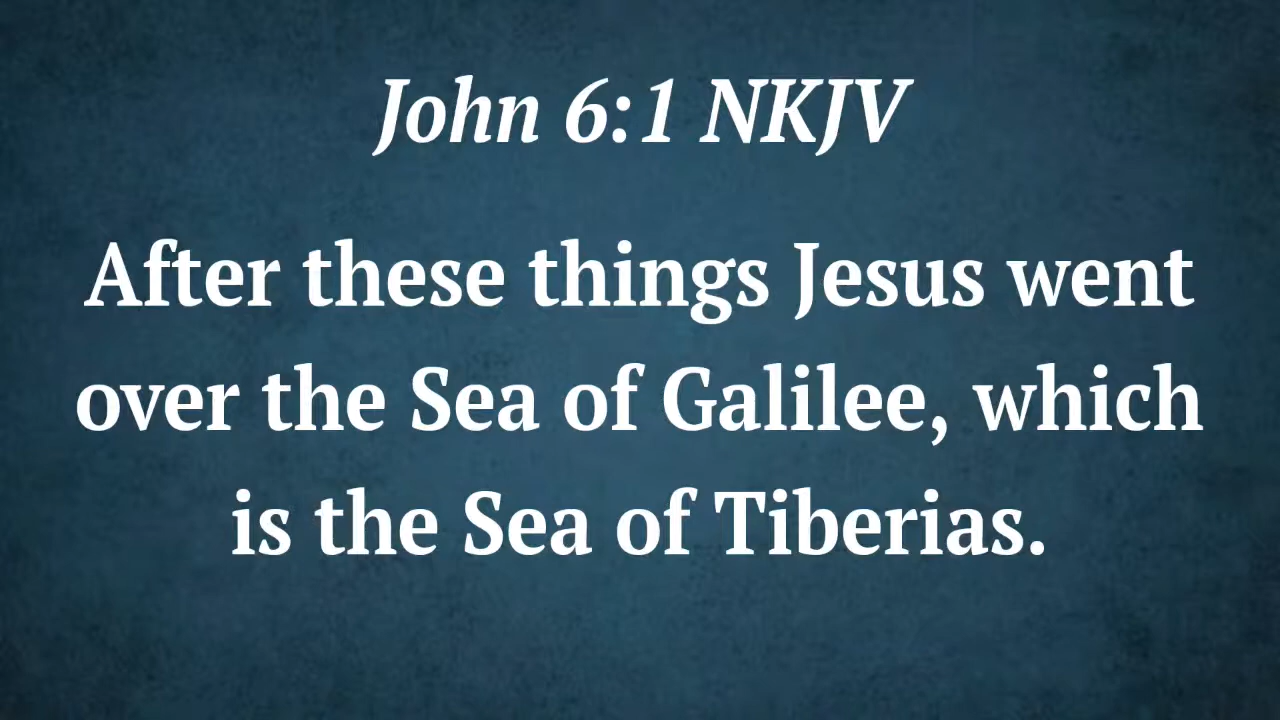 John 6:1 NKJV
After these things Jesus went
over the Sea of Galilee, which
is the Sea of Tiberias.